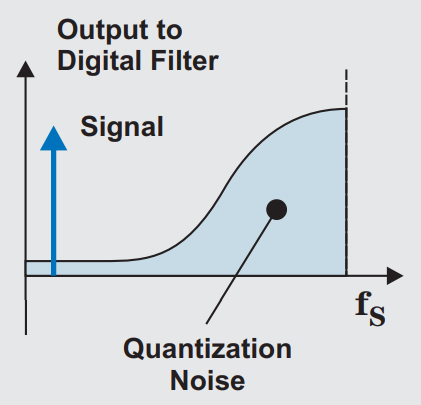 Output to
Digital Filter
Signal
fS
Quantization
Noise